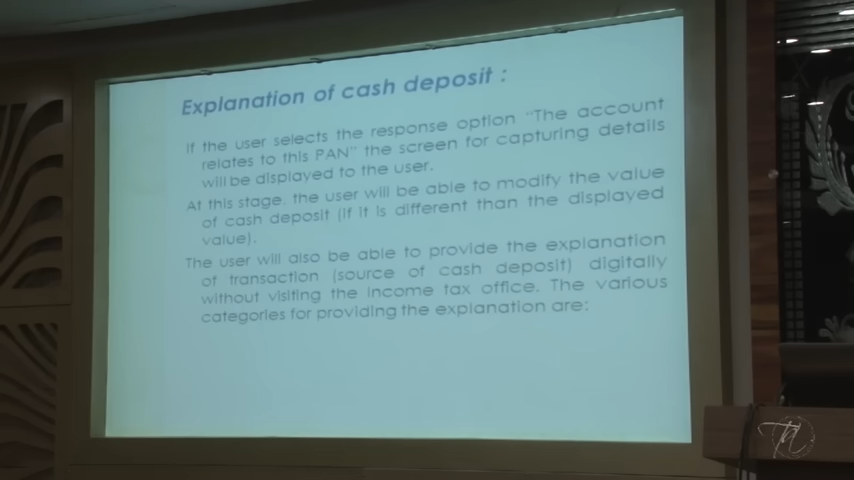 Explanation of cash deposit :
If the user selects the response option "The account
relates to this PAN" the screen for capturing details
will be displayed to the user.
At this stage, the user will be able to modify the value
of cash deposit (if it is different than the displayed
value).
The user will also be able to provide the explanation
of transaction (source of cash deposit) digitally
without visiting the income tax office. The various
categories for providing the explanation are: